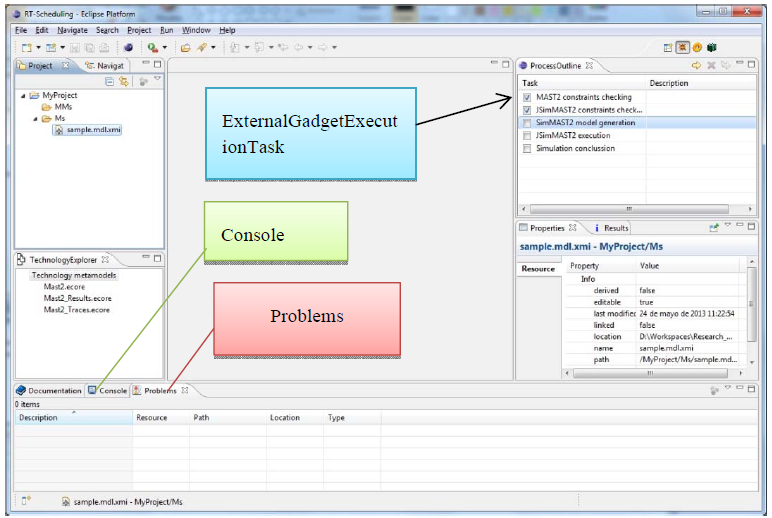 RT-Scheduling - Eclipse Platform
File Edit Navigate Search Project Run Window Help
Project Navigat
MyProject
MMs
Ms
sample.mdl.xmi
ExternalGadgetExecut
ionTask
Console
Problems
ProcessOutline
Task Description
MAST2 constraints checking
JSimMAST2 constraints check...
SimMAST2 model generation
JSimMAST2 execution
Simulation conclussion
Properties Results
sample.mdl.xmi - MyProject/Ms
Resource
Property Value
Info
derived false
editable true
last modified 24 de mayo de 2013 11:22:54
linked false
location D:\Workspaces\Research_...
name sample.mdl.xmi
path /MyProject/Ms/sample.md...
TechnologyExplorer
Technology metamodels
Mast2.ecore
Mast2_Results.ecore
Mast2_Traces.ecore
Documentation Console Problems
0 items
Description Resource Path Location Type
sample.mdl.xmi - MyProject/Ms